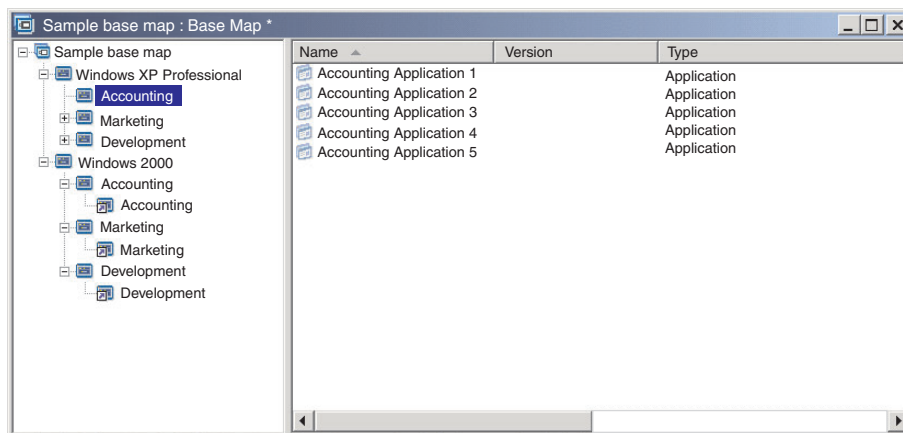 Sample base map : Base Map *
Sample base map
Windows XP Professional
Accounting
Marketing
Development
Windows 2000
Accounting
Accounting
Marketing
Marketing
Development
Development
Name Version Type
Accounting Application 1 Application
Accounting Application 2 Application
Accounting Application 3 Application
Accounting Application 4 Application
Accounting Application 5 Application